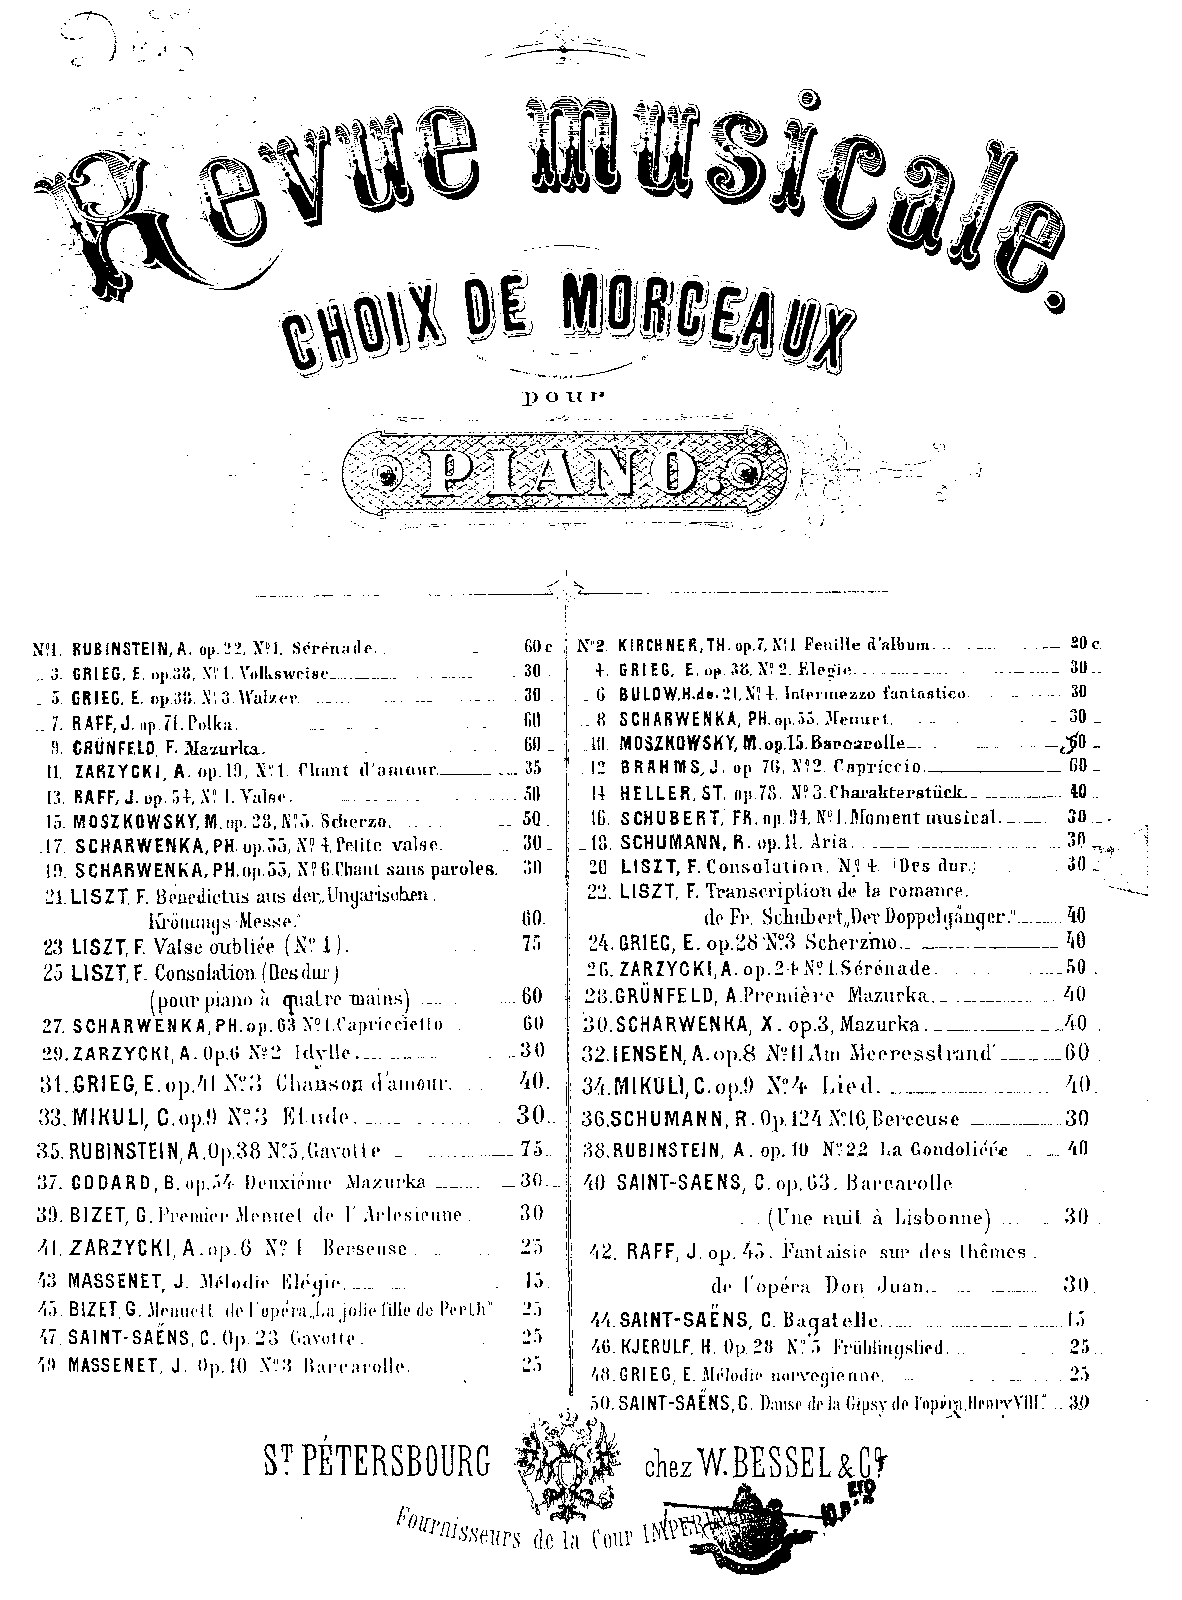 Revue musicale.
CHOIX DE MORCEAUX
pour
PIANO.
Nº1. RUBINSTEIN, A. op. 22, Nº1. Sérénade. 60 c
3. GRIEG, E. op. 38, Nº1. Volksweise 30
5. GRIEG, E. op. 38, Nº3. Walzer. 30
7. RAFF, J. op. 71. Polka. 60
9. GRÜNFELD, F. Mazurka. 60
11. ZARZYCKI, A. op. 19, Nº1. Chant d'amour. 35
13. RAFF, J. op. 54, Nº1. Valse. 50
15. MOSZKOWSKY, M. op. 28, Nº5. Scherzo. 50
17. SCHARWENKA, PH. op. 55, Nº4. Petite valse. 30
19. SCHARWENKA, PH. op. 55, Nº6. Chant sans paroles. 30
21. LISZT, F. Benedictus aus der „Ungarischen
Krönungs-Messe." 60.
23 LISZT, F. Valse oubliée (Nº 1). 75
25 LISZT, F. Consolation (Des dur)
(pour piano à quatre mains) 60
27. SCHARWENKA, PH. op. 63 Nº1. Capriccietto 60
29. ZARZYCKI, A. Op. 6 Nº2 Idylle. 30
31. GRIEG, E. op. 41 Nº3 Chanson d'amour. 40.
33. MIKULI, C. op. 9 Nº3 Etude. 30.
35. RUBINSTEIN, A. Op. 38 Nº5, Gavotte 75
37. GODARD, B. op. 54 Deuxiéme Mazurka 30.
39. BIZET, G. Premier Menuet de l'Arlesienne. 30
41. ZARZYCKI, A. op. 6 Nº 1 Berseuse. 25
43 MASSENET, J. Mélodie Elégie. 15.
45. BIZET, G. Menuett de l'opéra „La jolie fille de Perth" 25
47. SAINT-SAËNS, C. Op. 23 Gavotte. 25
49 MASSENET, J. Op. 10 Nº3 Barcarolle. 25
Nº2 KIRCHNER, TH. op. 7, Nº1 Feuille d'album. 20 c.
4. GRIEG, E. op. 38, Nº2. Elegie. 30
6 BULOW, H. de. 21, Nº4. Intermezzo fantastico. 30
8 SCHARWENKA, PH. op. 55. Menuet. 30
10. MOSZKOWSKY, M. op. 15. Barcarolle 50
12 BRAHMS, J. op 76, Nº2. Capriccio 60
14 HELLER, ST. op. 78. Nº3. Charakterstück. 40
16. SCHUBERT, FR. op. 94. Nº1. Moment musical. 30
18. SCHUMANN, R. op. 11. Aria. 30
20 LISZT, F. Consolation. Nº4 (Des dur.) 30
22. LISZT, F. Transcription de la romance.
de Fr. Schubert „Der Doppelgänger." 40
24. GRIEG, E. op. 28 Nº3 Scherzino. 40
26. ZARZYCKI, A. op. 24 Nº1. Sérénade. 50
28. GRÜNFELD, A. Première Mazurka. 40
30. SCHARWENKA, X. op. 3, Mazurka. 40
32. IENSEN, A. op. 8 Nº11 Am Meeresstrand 60
34. MIKULI, C. op. 9 Nº4 Lied. 40.
36. SCHUMANN, R. Op. 124 Nº16, Berceuse 30
38. RUBINSTEIN, A. op. 10 Nº22 La Gondoliére 40
40 SAINT-SAENS, C. op. 63. Barcarolle
(Une nuit à Lisbonne) 30
42. RAFF, J. op. 45. Fantaisie sur des thêmes
de l'opéra Don Juan. 30.
44. SAINT-SAËNS, C. Bagatelle. 15
46. KJERULF, H. Op. 28 Nº5 Frühlingslied. 25
48. GRIEG, E. Mélodie norvegienne. 25
50. SAINT-SAËNS, C. Danse de la Gipsy de l'opéra „Henry VIII." 30
ST. PÉTERSBOURG chez W. BESSEL & Cº.
Fournisseurs de la Cour IMPERIALE